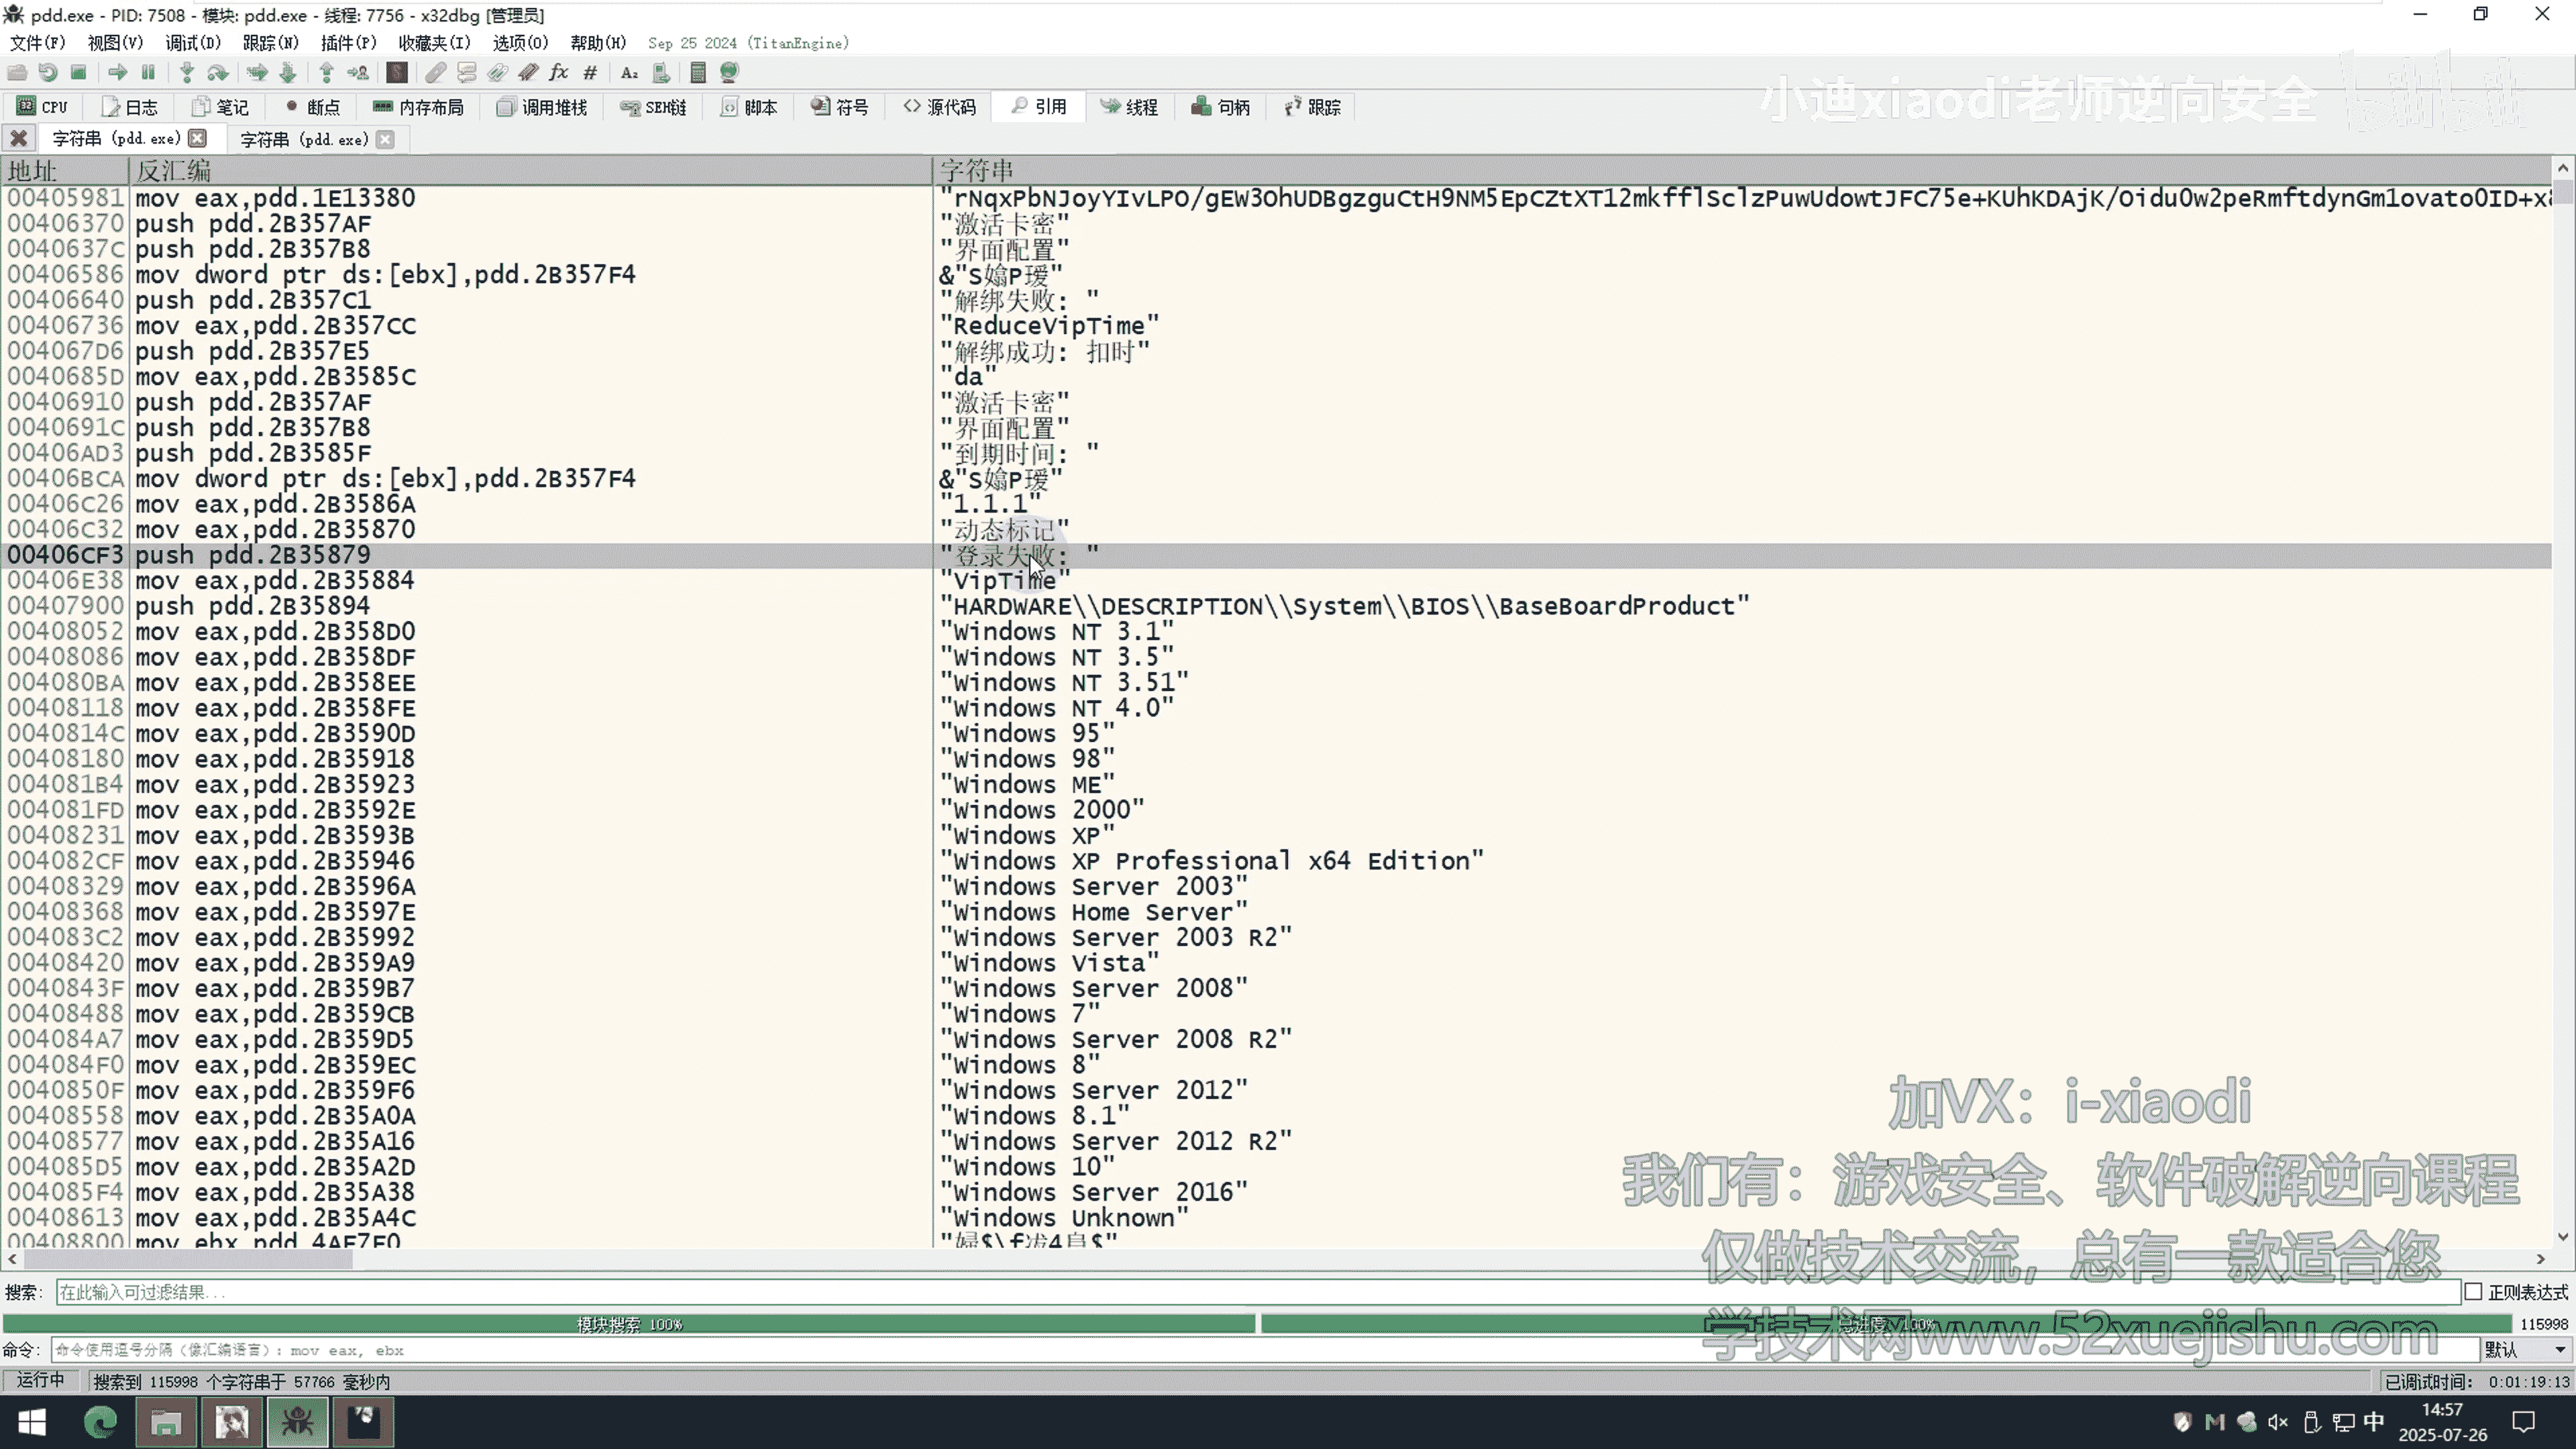 pdd.exe - PID: 7508 - 模块: pdd.exe - 线程: 7756 - x32dbg [管理员]
文件(F) 视图(V) 调试(D) 跟踪(N) 插件(P) 收藏夹(I) 选项(O) 帮助(H) Sep 25 2024 (TitanEngine)
小迪xiaodi老师逆向安全
CPU 日志 笔记 断点 内存布局 调用堆栈 SEH链 脚本 符号 源代码 引用 线程 句柄 跟踪
字符串 (pdd.exe) 字符串 (pdd.exe)
地址 反汇编 字符串
00405981 mov eax,pdd.1E13380 "rNqxPbNJoyYIvLPO/gEW3OhUDBgzguCtH9NM5EpCZtXT12mkfflSclzPuwUdowtJFC75e+KUhKDAjK/Oidu0w2peRmftdynGm1ovato0ID+x
00406370 push pdd.2B357AF "激活卡密"
0040637C push pdd.2B357B8 "界面配置"
00406586 mov dword ptr ds:[ebx],pdd.2B357F4 &"S嬆P瑷"
00406640 push pdd.2B357C1 "解绑失败: "
00406736 mov eax,pdd.2B357CC "ReduceVipTime"
004067D6 push pdd.2B357E5 "解绑成功: 扣时"
0040685D mov eax,pdd.2B3585C "da"
00406910 push pdd.2B357AF "激活卡密"
0040691C push pdd.2B357B8 "界面配置"
00406AD3 push pdd.2B3585F "到期时间: "
00406BCA mov dword ptr ds:[ebx],pdd.2B357F4 &"S嬆P瑷"
00406C26 mov eax,pdd.2B3586A "1.1.1"
00406C32 mov eax,pdd.2B35870 "动态标记"
00406CF3 push pdd.2B35879 "登录失败: "
00406E38 mov eax,pdd.2B35884 "VipTime"
00407900 push pdd.2B35894 "HARDWARE\\DESCRIPTION\\System\\BIOS\\BaseBoardProduct"
00408052 mov eax,pdd.2B358D0 "Windows NT 3.1"
00408086 mov eax,pdd.2B358DF "Windows NT 3.5"
004080BA mov eax,pdd.2B358EE "Windows NT 3.51"
00408118 mov eax,pdd.2B358FE "Windows NT 4.0"
0040814C mov eax,pdd.2B3590D "Windows 95"
00408180 mov eax,pdd.2B35918 "Windows 98"
004081B4 mov eax,pdd.2B35923 "Windows ME"
004081FD mov eax,pdd.2B3592E "Windows 2000"
00408231 mov eax,pdd.2B3593B "Windows XP"
004082CF mov eax,pdd.2B35946 "Windows XP Professional x64 Edition"
00408329 mov eax,pdd.2B3596A "Windows Server 2003"
00408368 mov eax,pdd.2B3597E "Windows Home Server"
004083C2 mov eax,pdd.2B35992 "Windows Server 2003 R2"
00408420 mov eax,pdd.2B359A9 "Windows Vista"
0040843F mov eax,pdd.2B359B7 "Windows Server 2008"
00408488 mov eax,pdd.2B359CB "Windows 7"
004084A7 mov eax,pdd.2B359D5 "Windows Server 2008 R2"
004084F0 mov eax,pdd.2B359EC "Windows 8"
0040850F mov eax,pdd.2B359F6 "Windows Server 2012"
00408558 mov eax,pdd.2B35A0A "Windows 8.1"
00408577 mov eax,pdd.2B35A16 "Windows Server 2012 R2"
004085D5 mov eax,pdd.2B35A2D "Windows 10"
004085F4 mov eax,pdd.2B35A38 "Windows Server 2016"
00408613 mov eax,pdd.2B35A4C "Windows Unknown"
00408800 mov ebx,pdd.4AF7F0
加VX: i-xiaodi
我们有: 游戏安全、软件破解逆向课程
仅做技术交流, 总有一款适合您
学技术网www.52xuejishu.com
搜索: 在此输入可过滤结果... 正则表达式
模块搜索 100% 总进度 100% 115998
命令: 命令使用逗号分隔（像汇编语言）: mov eax, ebx 默认
运行中 搜索到 115998 个字符串于 57766 毫秒内 已调试时间: 0:01:19:13
中 14:57
2025-07-26